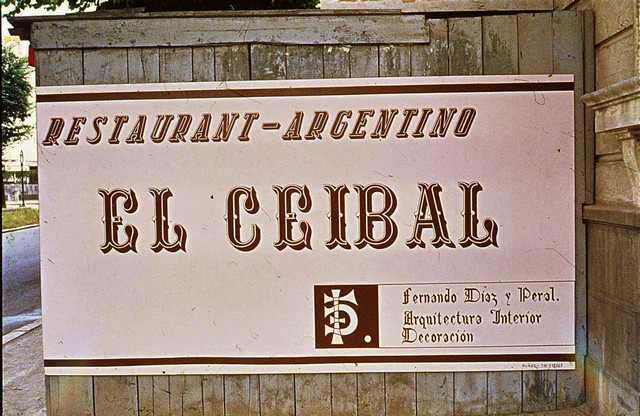 RESTAURANT-ARGENTINO
EL CEIBAL
Fernando Díaz y Peral.
Arquitectura Interior
Decoración